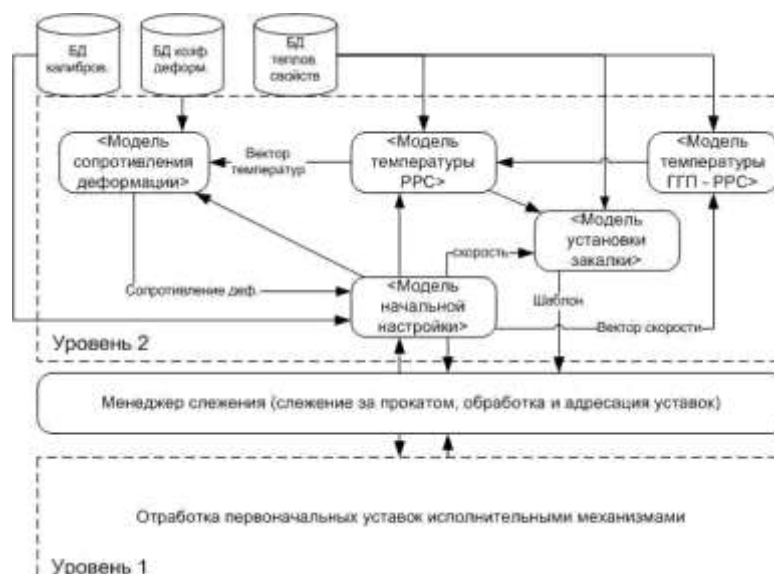 БД
калибров.
БД коэф.
деформ.
БД
теплов.
свойств
<Модель
сопротивления
деформации>
Вектор
температур
<Модель
температуры
РРС>
<Модель
температуры
ГГП - РРС>
<Модель
установки
закалки>
скорость
Сопротивление деф.
<Модель
начальной
настройки>
Шаблон
Вектор скорости
Уровень 2
Менеджер слежения (слежение за прокатом, обработка и адресация уставок)
Отработка первоначальных уставок исполнительными механизмами
Уровень 1